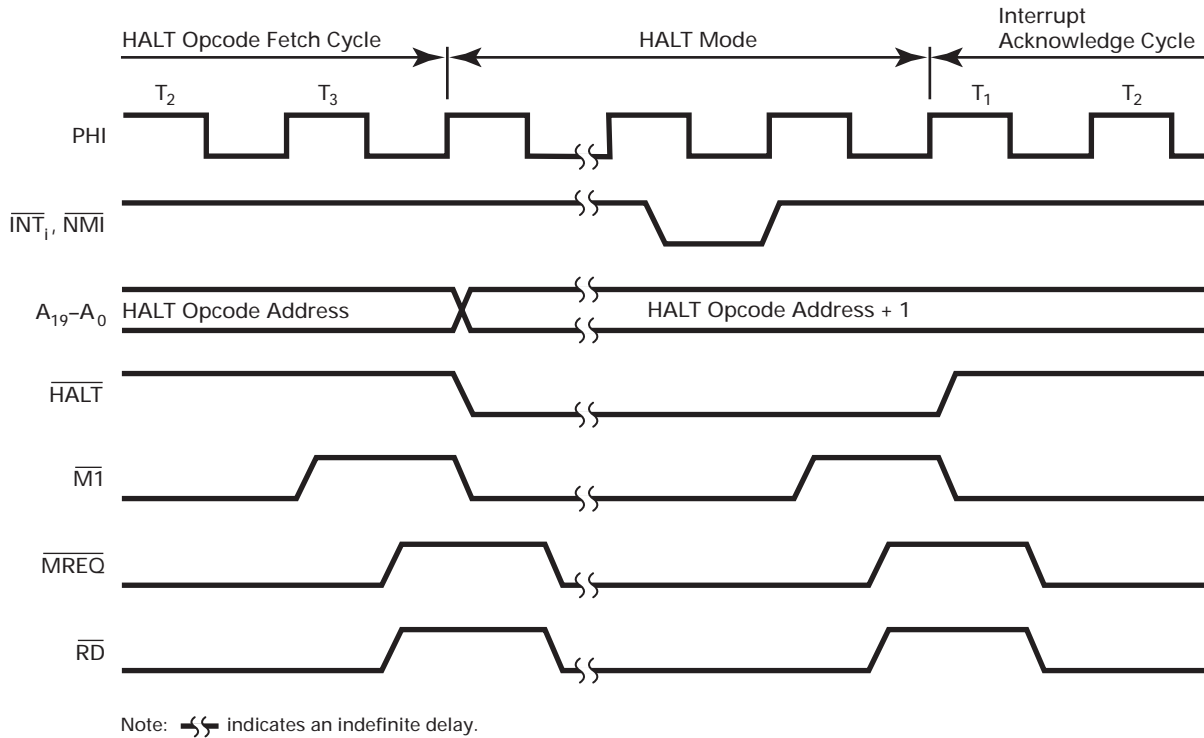 HALT Opcode Fetch Cycle
HALT Mode
Interrupt
Acknowledge Cycle
T2
T3
T1
T2
PHI
INTi, NMI
A19–A0
HALT Opcode Address
HALT Opcode Address + 1
HALT
M1
MREQ
RD
Note: indicates an indefinite delay.